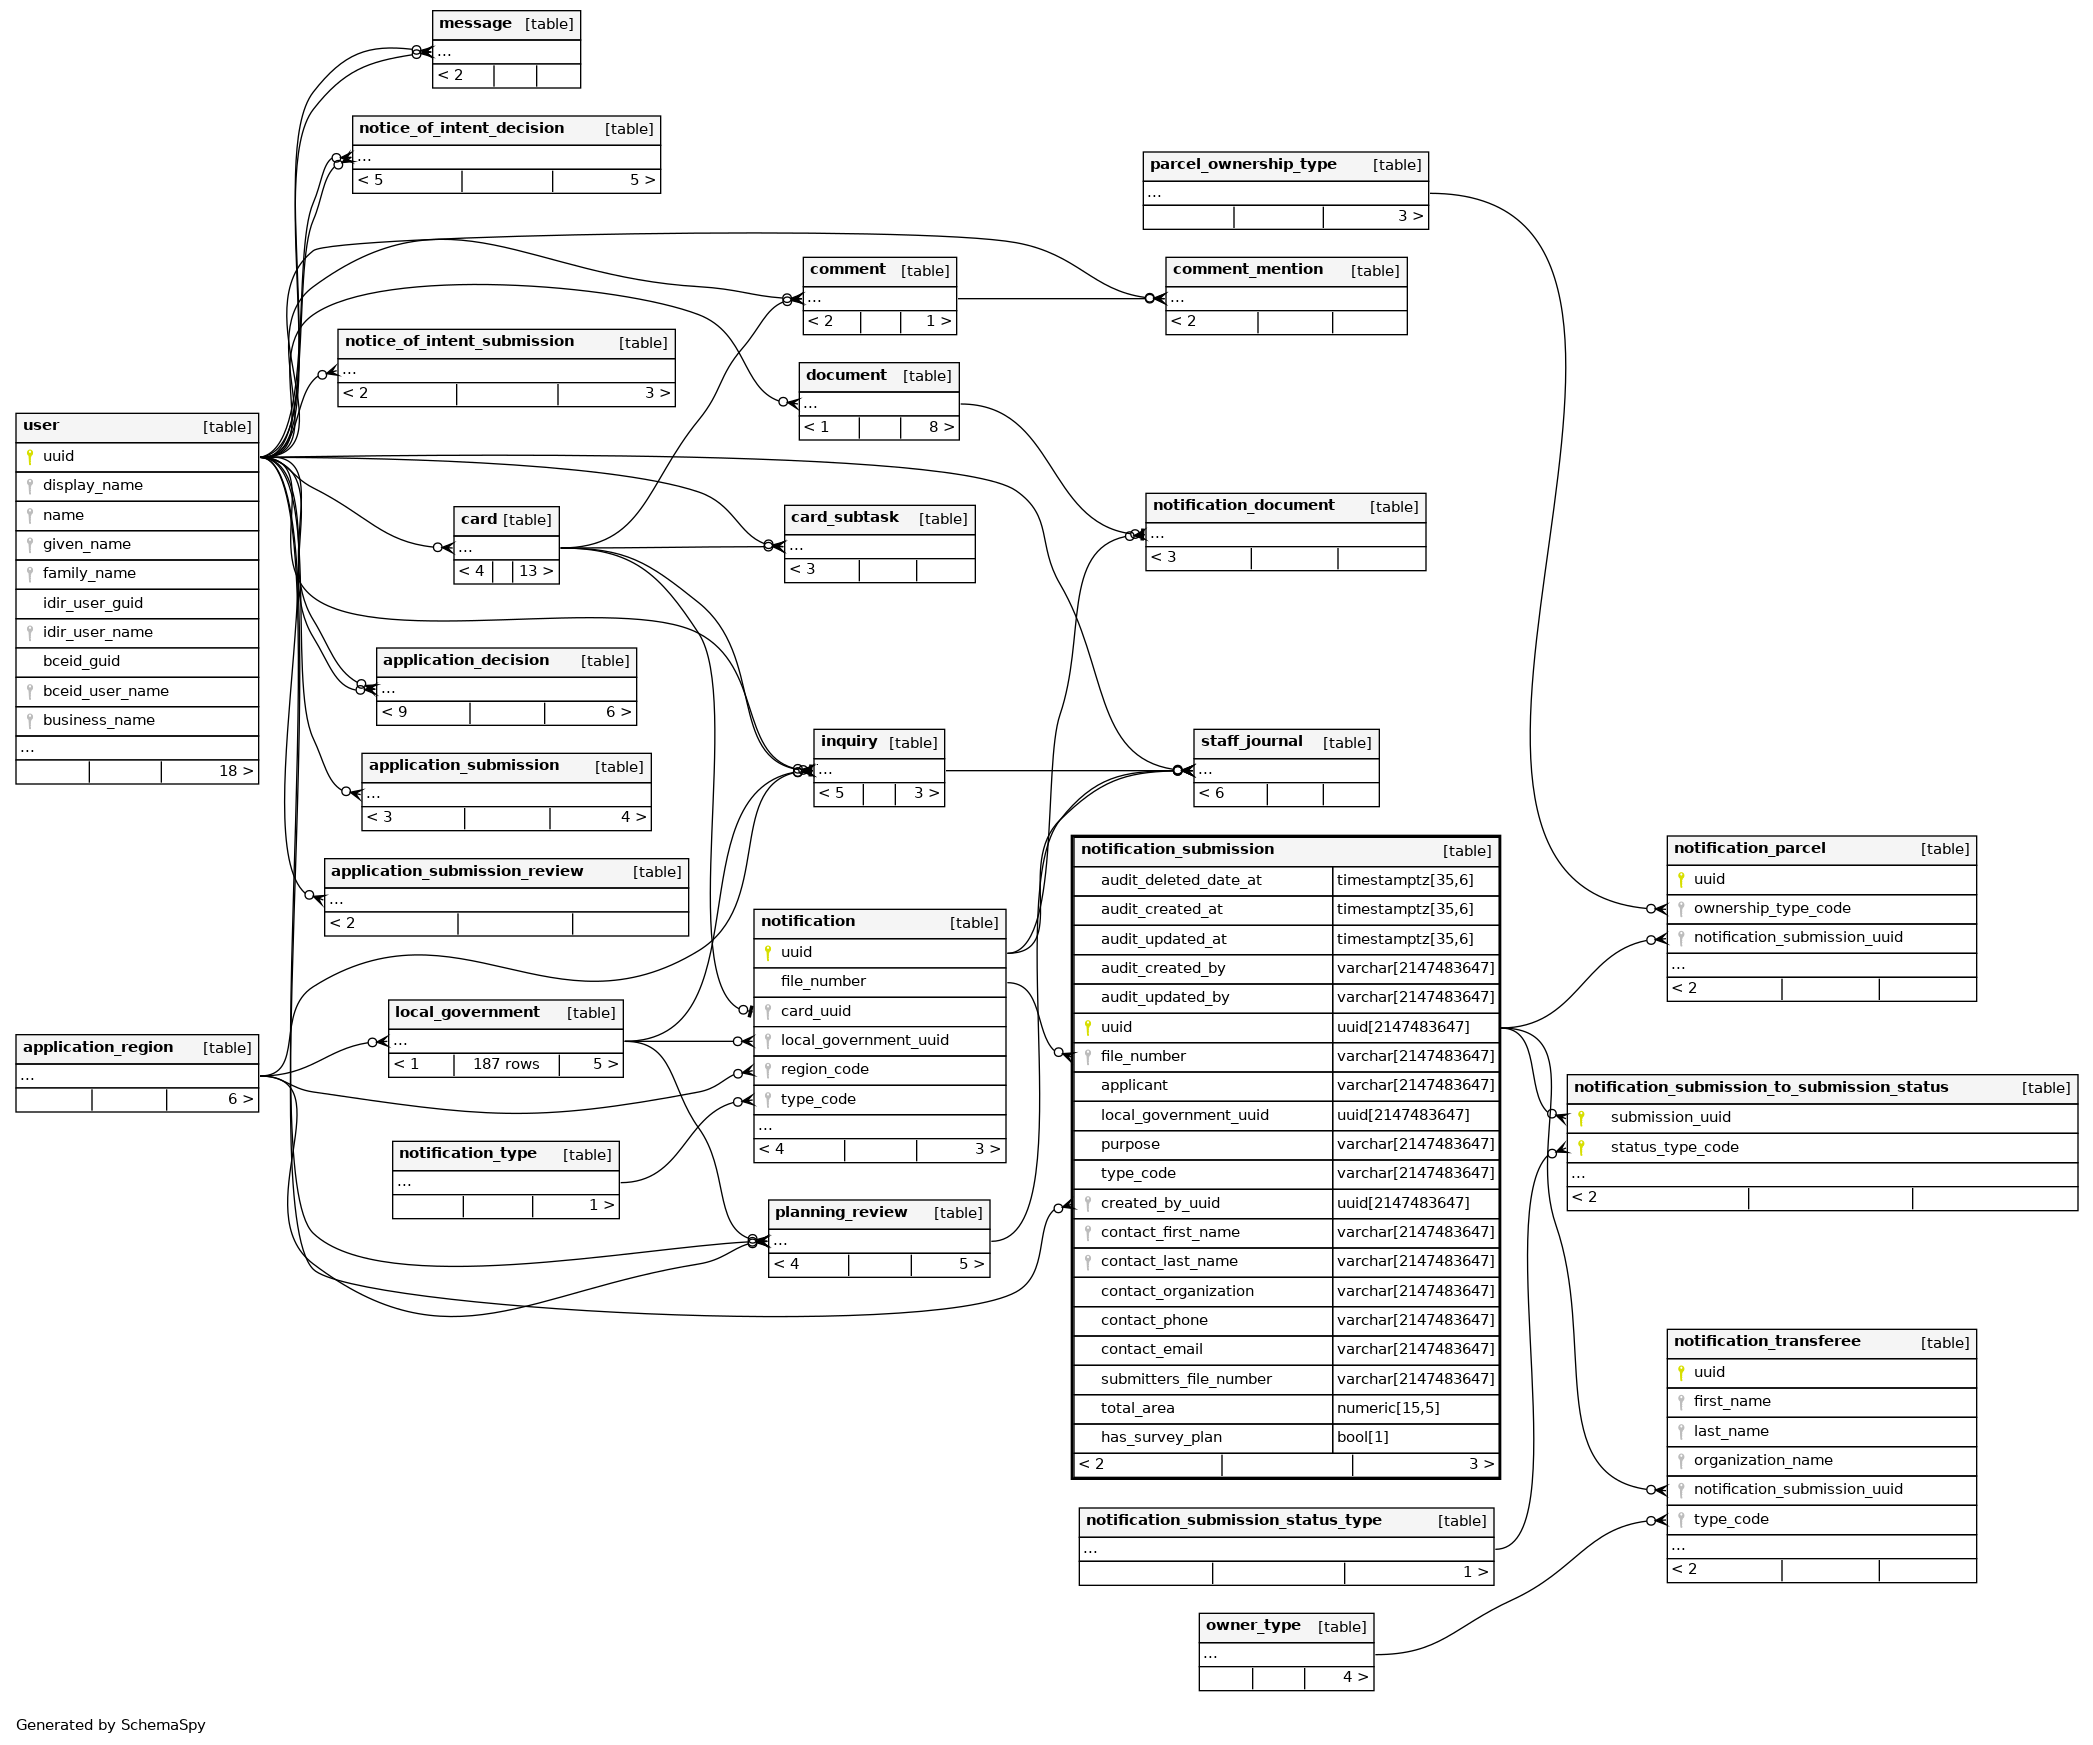 message [table]
...
< 2
notice_of_intent_decision [table]
...
< 5 5 >
parcel_ownership_type [table]
...
3 >
comment [table]
...
< 2 1 >
comment_mention [table]
...
< 2
notice_of_intent_submission [table]
...
< 2 3 >
document [table]
...
< 1 8 >
user [table]
uuid
display_name
name
given_name
family_name
idir_user_guid
idir_user_name
bceid_guid
bceid_user_name
business_name
...
18 >
card [table]
...
< 4 13 >
card_subtask [table]
...
< 3
notification_document [table]
...
< 3
application_decision [table]
...
< 9 6 >
application_submission [table]
...
< 3 4 >
inquiry [table]
...
< 5 3 >
staff_journal [table]
...
< 6
application_submission_review [table]
...
< 2
notification [table]
uuid
file_number
card_uuid
local_government_uuid
region_code
type_code
...
< 4 3 >
notification_submission [table]
audit_deleted_date_at timestamptz[35,6]
audit_created_at timestamptz[35,6]
audit_updated_at timestamptz[35,6]
audit_created_by varchar[2147483647]
audit_updated_by varchar[2147483647]
uuid uuid[2147483647]
file_number varchar[2147483647]
applicant varchar[2147483647]
local_government_uuid uuid[2147483647]
purpose varchar[2147483647]
type_code varchar[2147483647]
created_by_uuid uuid[2147483647]
contact_first_name varchar[2147483647]
contact_last_name varchar[2147483647]
contact_organization varchar[2147483647]
contact_phone varchar[2147483647]
contact_email varchar[2147483647]
submitters_file_number varchar[2147483647]
total_area numeric[15,5]
has_survey_plan bool[1]
< 2 3 >
notification_parcel [table]
uuid
ownership_type_code
notification_submission_uuid
...
< 2
local_government [table]
...
< 1 187 rows 5 >
application_region [table]
...
6 >
notification_submission_to_submission_status [table]
submission_uuid
status_type_code
...
< 2
notification_type [table]
...
1 >
planning_review [table]
...
< 4 5 >
notification_transferee [table]
uuid
first_name
last_name
organization_name
notification_submission_uuid
type_code
...
< 2
notification_submission_status_type [table]
...
1 >
owner_type [table]
...
4 >
Generated by SchemaSpy